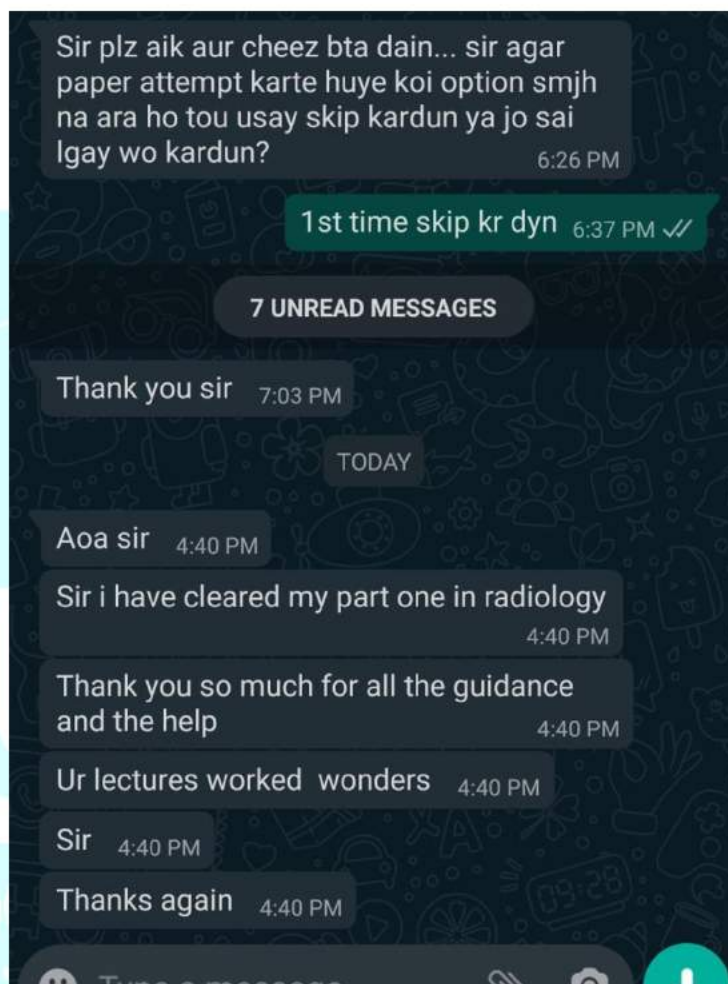 Sir plz aik aur cheez bta dain... sir agar
paper attempt karte huye koi option smjh
na ara ho tou usay skip kardun ya jo sai
lgay wo kardun?
6:26 PM
1st time skip kr dyn 6:37 PM
7 UNREAD MESSAGES
Thank you sir 7:03 PM
TODAY
Aoa sir 4:40 PM
Sir i have cleared my part one in radiology
4:40 PM
Thank you so much for all the guidance
and the help 4:40 PM
Ur lectures worked wonders 4:40 PM
Sir 4:40 PM
Thanks again 4:40 PM
Type a message